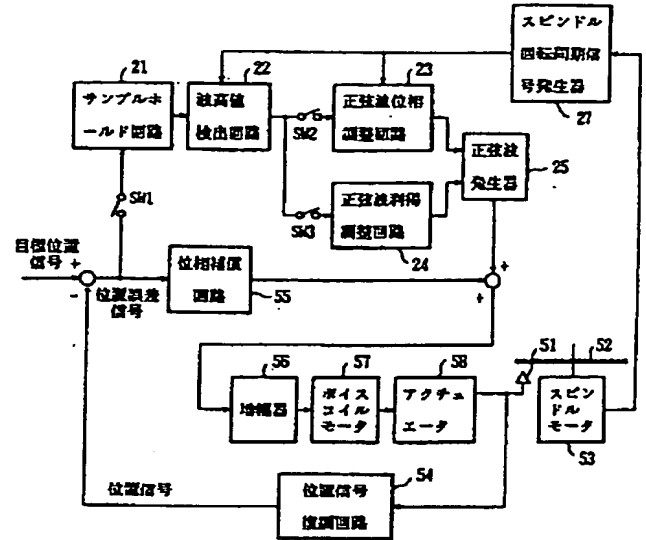 スピンドル
回転同期信
号発生器
27
21
サンプルホ
ールド回路
22
波高値
検出回路
SW2
23
正弦波位相
調整回路
正弦波
発生器
25
SW1
SW3
正弦波利得
調整回路
24
目標位置
信号 +
-
位置誤差
信号
位相補償
回路
55
+
+
56
増幅器
57
ボイス
コイル
モータ
58
アクチュ
エータ
51
52
スピン
ドル
モータ
53
位置信号
54
位置信号
復調回路